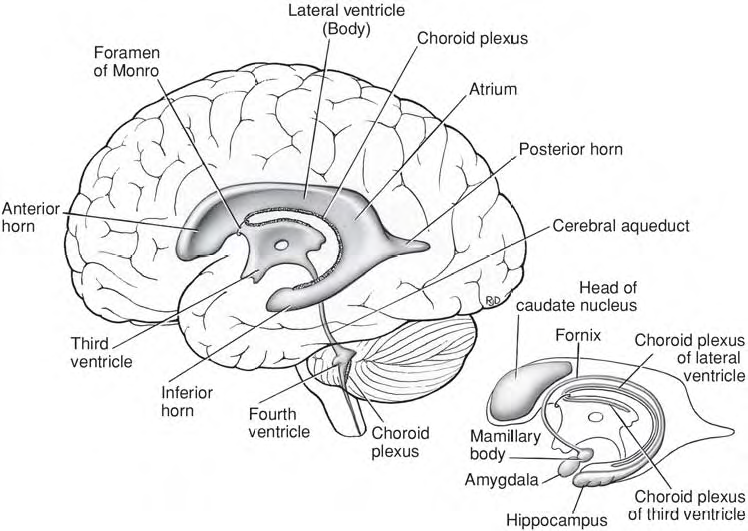 Lateral ventricle
(Body)
Foramen
of Monro
Choroid plexus
Atrium
Posterior horn
Anterior
horn
Cerebral aqueduct
Third
ventricle
Inferior
horn
Fourth
ventricle
Choroid
plexus
Head of
caudate nucleus
Fornix
Choroid plexus
of lateral
ventricle
Mamillary
body
Amygdala
Hippocampus
Choroid plexus
of third ventricle